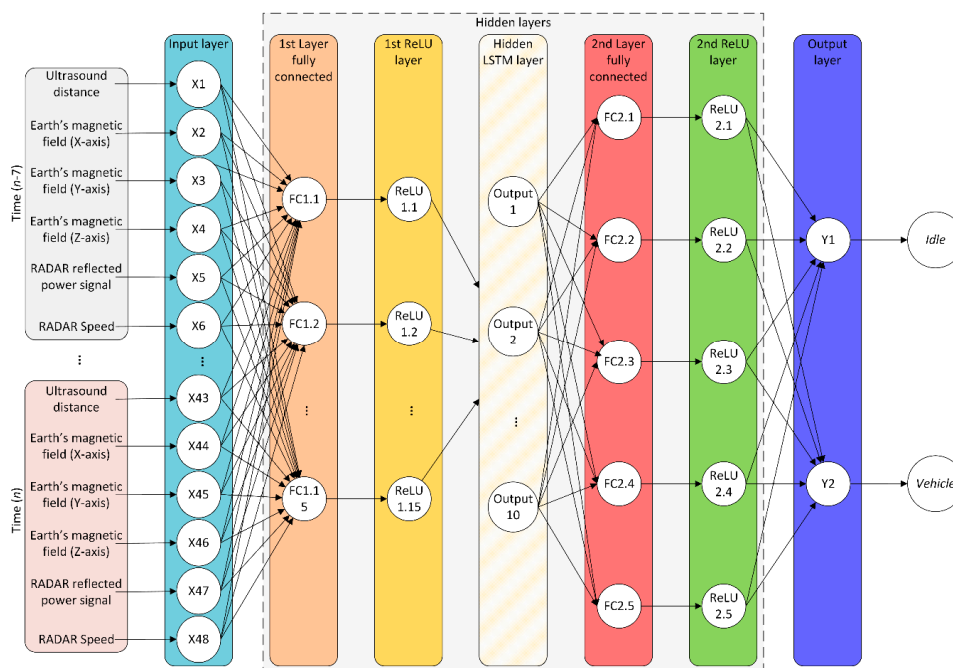 Hidden layers
Input layer
1st Layer
fully
connected
1st ReLU
layer
Hidden
LSTM layer
2nd Layer
fully
connected
2nd ReLU
layer
Output
layer
Time (n-7)
Ultrasound
distance
Earth's magnetic
field (X-axis)
Earth's magnetic
field (Y-axis)
Earth's magnetic
field (Z-axis)
RADAR reflected
power signal
RADAR Speed
...
Time (n)
Ultrasound
distance
Earth's magnetic
field (X-axis)
Earth's magnetic
field (Y-axis)
Earth's magnetic
field (Z-axis)
RADAR reflected
power signal
RADAR Speed
X1
X2
X3
X4
X5
X6
...
X43
X44
X45
X46
X47
X48
FC1.1
FC1.2
...
FC1.1
5
ReLU
1.1
ReLU
1.2
...
ReLU
1.15
Output
1
Output
2
...
Output
10
FC2.1
FC2.2
FC2.3
FC2.4
FC2.5
ReLU
2.1
ReLU
2.2
ReLU
2.3
ReLU
2.4
ReLU
2.5
Y1
Y2
Idle
Vehicle